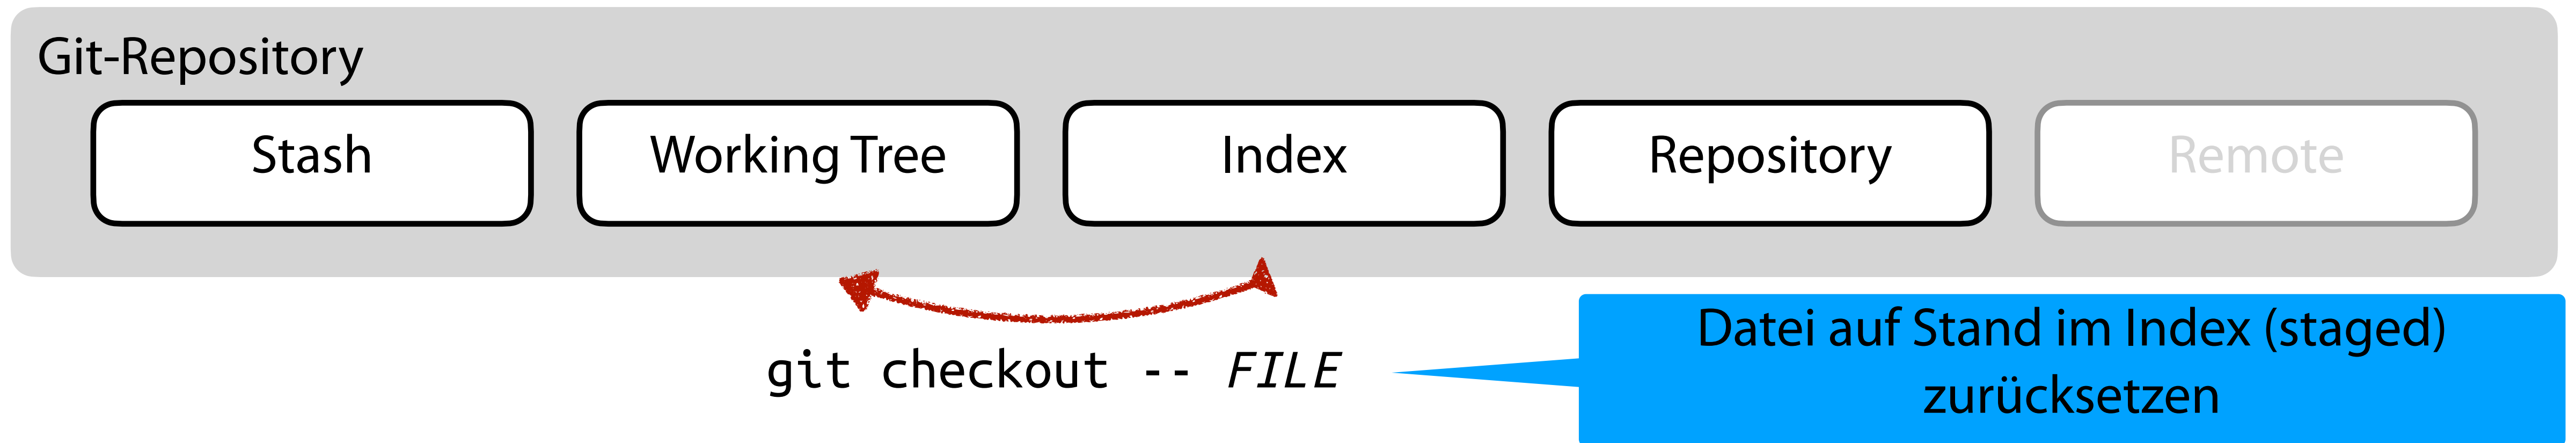 Git-Repository
Stash
Working Tree
Index
Repository
Remote
git checkout -- FILE
Datei auf Stand im Index (staged)
zurücksetzen